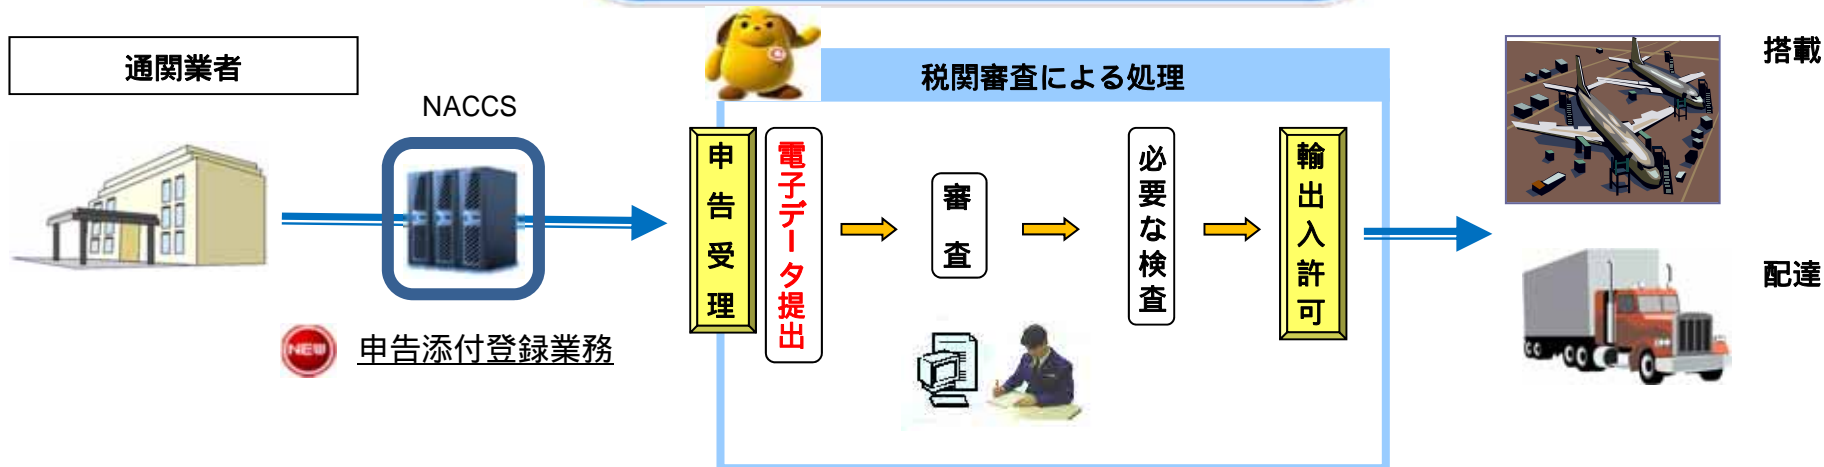 通関業者
NACCS
NEW
申告添付登録業務
税関審査による処理
申告受理
電子データ提出
審査
必要な検査
輸出入許可
搭載
配達